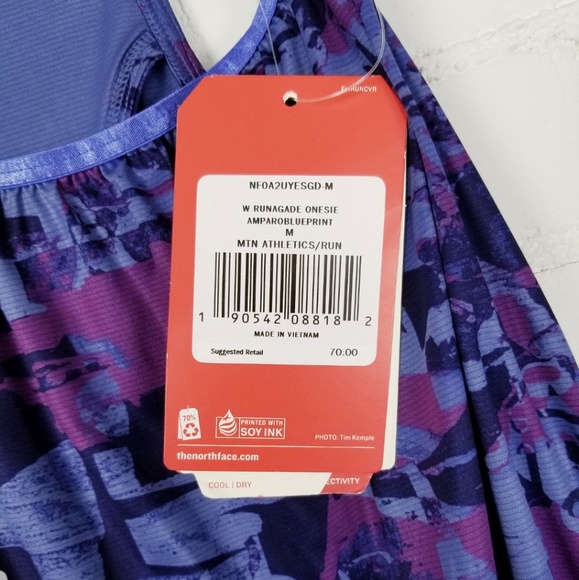 NF0A2UYESGD-M
W RUNAGADE ONESIE
AMPAROBLUEPRINT
M
MTN ATHLETICS/RUN
1 90542 08818 2
MADE IN VIETNAM
Suggested Retail 70.00
70%
PRINTED WITH
SOY INK
PHOTO: Tim Kemple
thenorthface.com
COOL | DRY
ECTIVITY